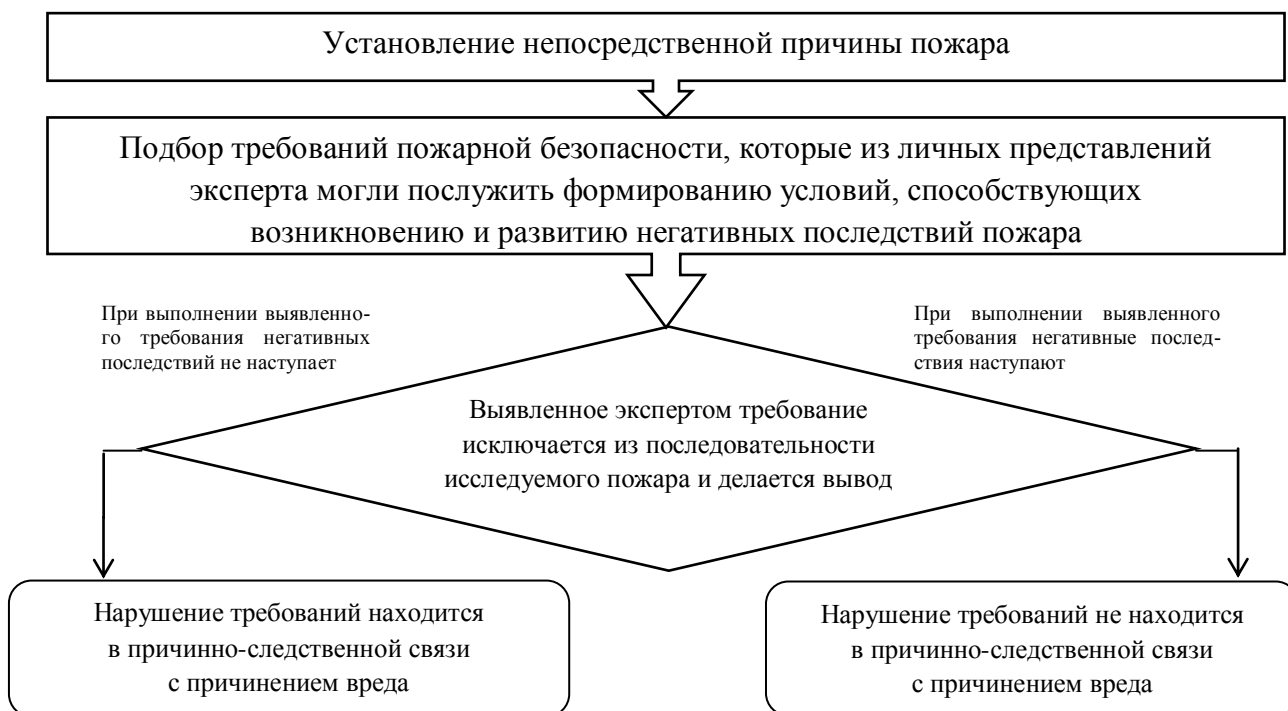 Установление непосредственной причины пожара
Подбор требований пожарной безопасности, которые из личных представлений
эксперта могли послужить формированию условий, способствующих
возникновению и развитию негативных последствий пожара
При выполнении выявленно-
го требования негативных
последствий не наступает
При выполнении выявленного
требования негативные послед-
ствия наступают
Выявленное экспертом требование
исключается из последовательности
исследуемого пожара и делается вывод
Нарушение требований находится
в причинно-следственной связи
с причинением вреда
Нарушение требований не находится
в причинно-следственной связи
с причинением вреда